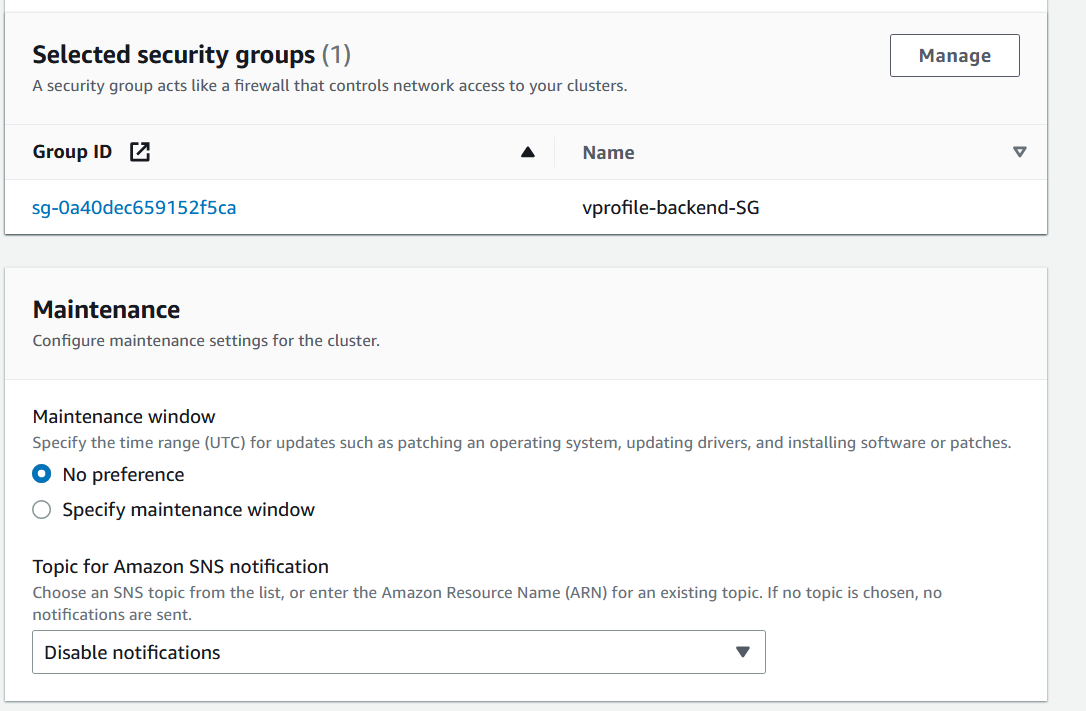 Selected security groups (1)
Manage
A security group acts like a firewall that controls network access to your clusters.
Group ID
Name
sg-0a40dec659152f5ca
vprofile-backend-SG
Maintenance
Configure maintenance settings for the cluster.
Maintenance window
Specify the time range (UTC) for updates such as patching an operating system, updating drivers, and installing software or patches.
No preference
Specify maintenance window
Topic for Amazon SNS notification
Choose an SNS topic from the list, or enter the Amazon Resource Name (ARN) for an existing topic. If no topic is chosen, no
notifications are sent.
Disable notifications